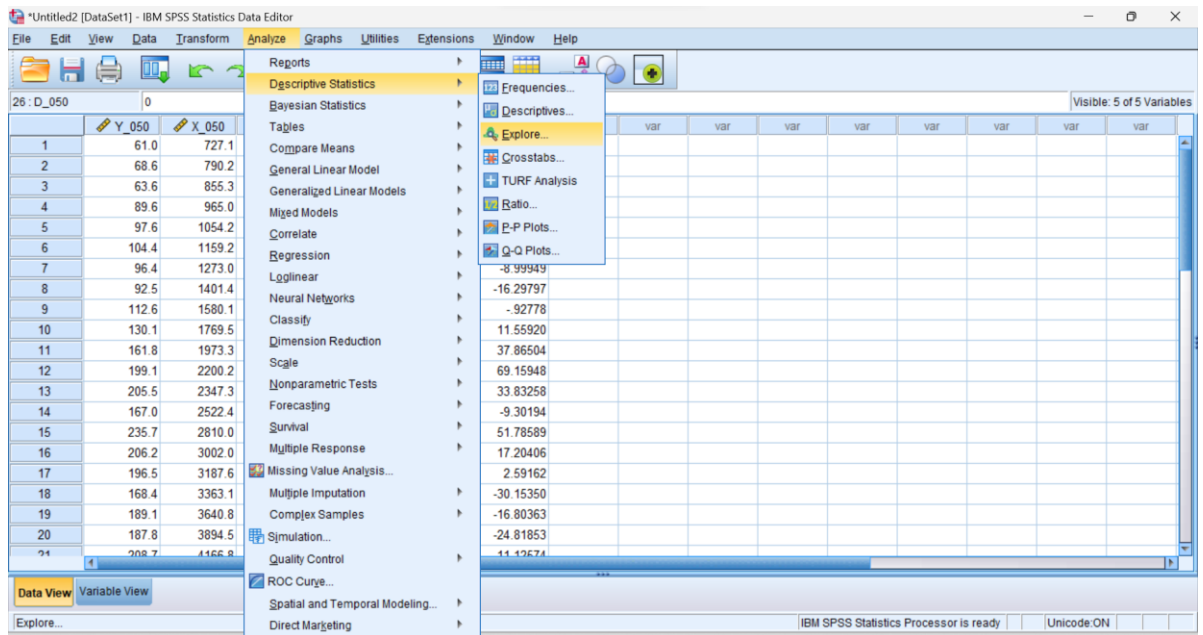 *Untitled2 [DataSet1] - IBM SPSS Statistics Data Editor
File Edit View Data Transform Analyze Graphs Utilities Extensions Window Help
26 : D_050 0 Visible: 5 of 5 Variables
Reports
Descriptive Statistics
Bayesian Statistics
Tables
Compare Means
General Linear Model
Generalized Linear Models
Mixed Models
Correlate
Regression
Loglinear
Neural Networks
Classify
Dimension Reduction
Scale
Nonparametric Tests
Forecasting
Survival
Multiple Response
Missing Value Analysis...
Multiple Imputation
Complex Samples
Simulation...
Quality Control
ROC Curve...
Spatial and Temporal Modeling...
Direct Marketing
Frequencies...
Descriptives...
Explore...
Crosstabs...
TURF Analysis
Ratio...
P-P Plots...
Q-Q Plots...
Y_050 X_050 var var var var var var var var
1 61.0 727.1
2 68.6 790.2
3 63.6 855.3
4 89.6 965.0
5 97.6 1054.2
6 104.4 1159.2
7 96.4 1273.0 -8.99949
8 92.5 1401.4 -16.29797
9 112.6 1580.1 -.92778
10 130.1 1769.5 11.55920
11 161.8 1973.3 37.86504
12 199.1 2200.2 69.15948
13 205.5 2347.3 33.83258
14 167.0 2522.4 -9.30194
15 235.7 2810.0 51.78589
16 206.2 3002.0 17.20406
17 196.5 3187.6 2.59162
18 168.4 3363.1 -30.15350
19 189.1 3640.8 -16.80363
20 187.8 3894.5 -24.81853
21 208.7 4166.8
Data View Variable View
Explore... IBM SPSS Statistics Processor is ready Unicode:ON